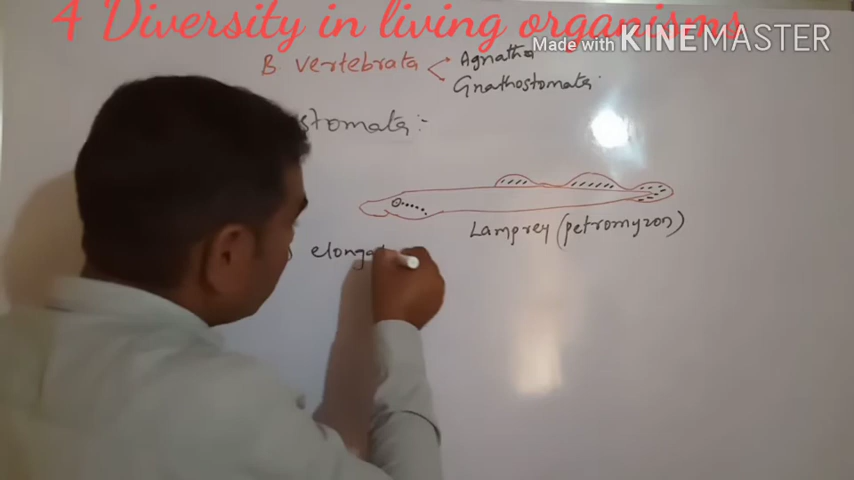 4 Diversity in living organisms
Made with KINEMASTER
B vertebrata Agnatha
Gnathostomata
stomata:-
Lamprey (petromyzon)
elongat